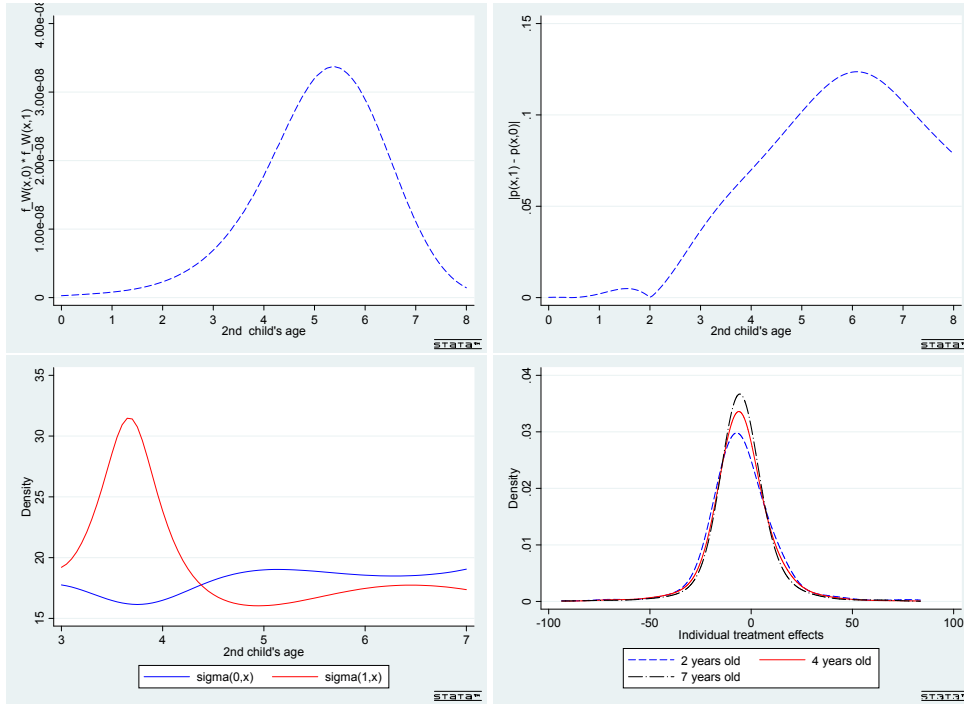 4.00e-08
3.00e-08
2.00e-08
1.00e-08
0
f_W(x,0) * f_W(x,1)
0 1 2 3 4 5 6 7 8
2nd child's age
STATA™
.15
.1
.05
0
|p(x,1) - p(x,0)|
0 1 2 3 4 5 6 7 8
2nd child's age
STATA™
35
30
25
20
15
Density
3 4 5 6 7
2nd child's age
sigma(0,x) sigma(1,x)
STATA™
.04
.03
.02
.01
0
Density
-100 -50 0 50 100
Individual treatment effects
2 years old 4 years old
7 years old
STATA™